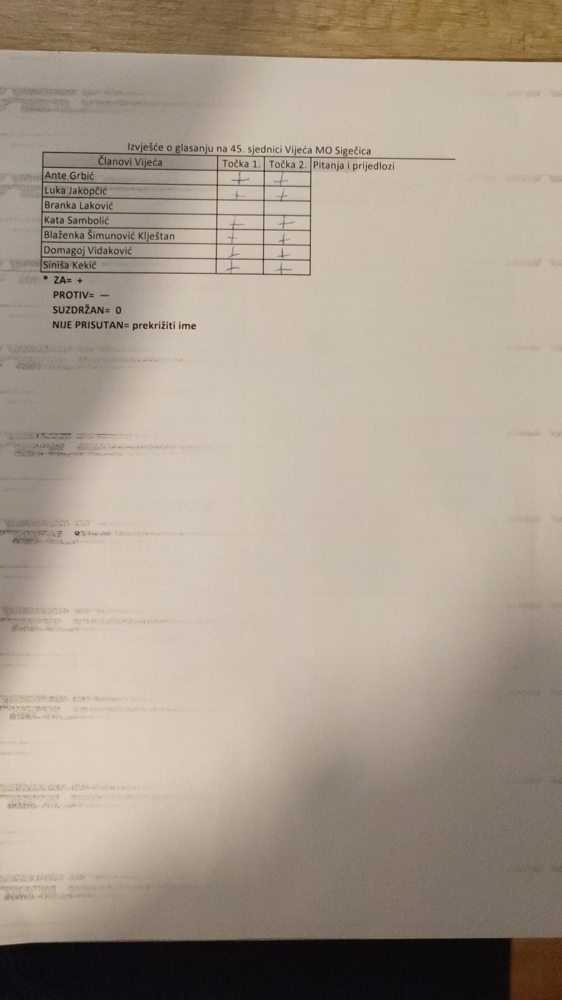 Izvješće o glasanju na 45. sjednici Vijeća MO Sigečica
Članovi Vijeća Točka 1. Točka 2. Pitanja i prijedlozi
Ante Grbić + +
Luka Jakopčić + +
Branka Laković
Kata Sambolić + +
Blaženka Šimunović Klještan + +
Domagoj Vidaković + +
Siniša Kekić + +
* ZA= +
PROTIV= —
SUZDRŽAN= 0
NIJE PRISUTAN= prekrižiti ime